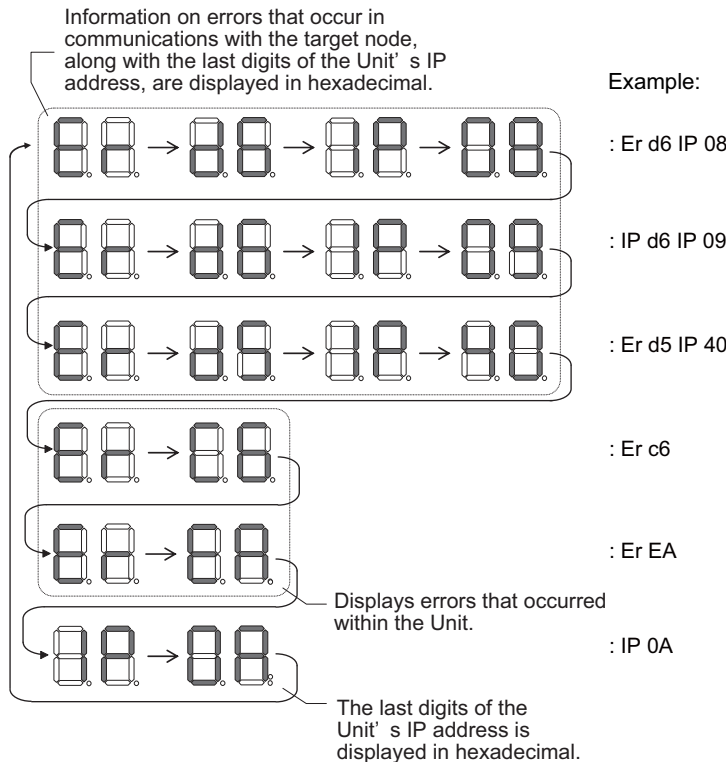 Information on errors that occur in
communications with the target node,
along with the last digits of the Unit’ s IP
address, are displayed in hexadecimal.
Example:
: Er d6 IP 08
: IP d6 IP 09
: Er d5 IP 40
: Er c6
: Er EA
Displays errors that occurred
within the Unit.
: IP 0A
The last digits of the
Unit’ s IP address is
displayed in hexadecimal.